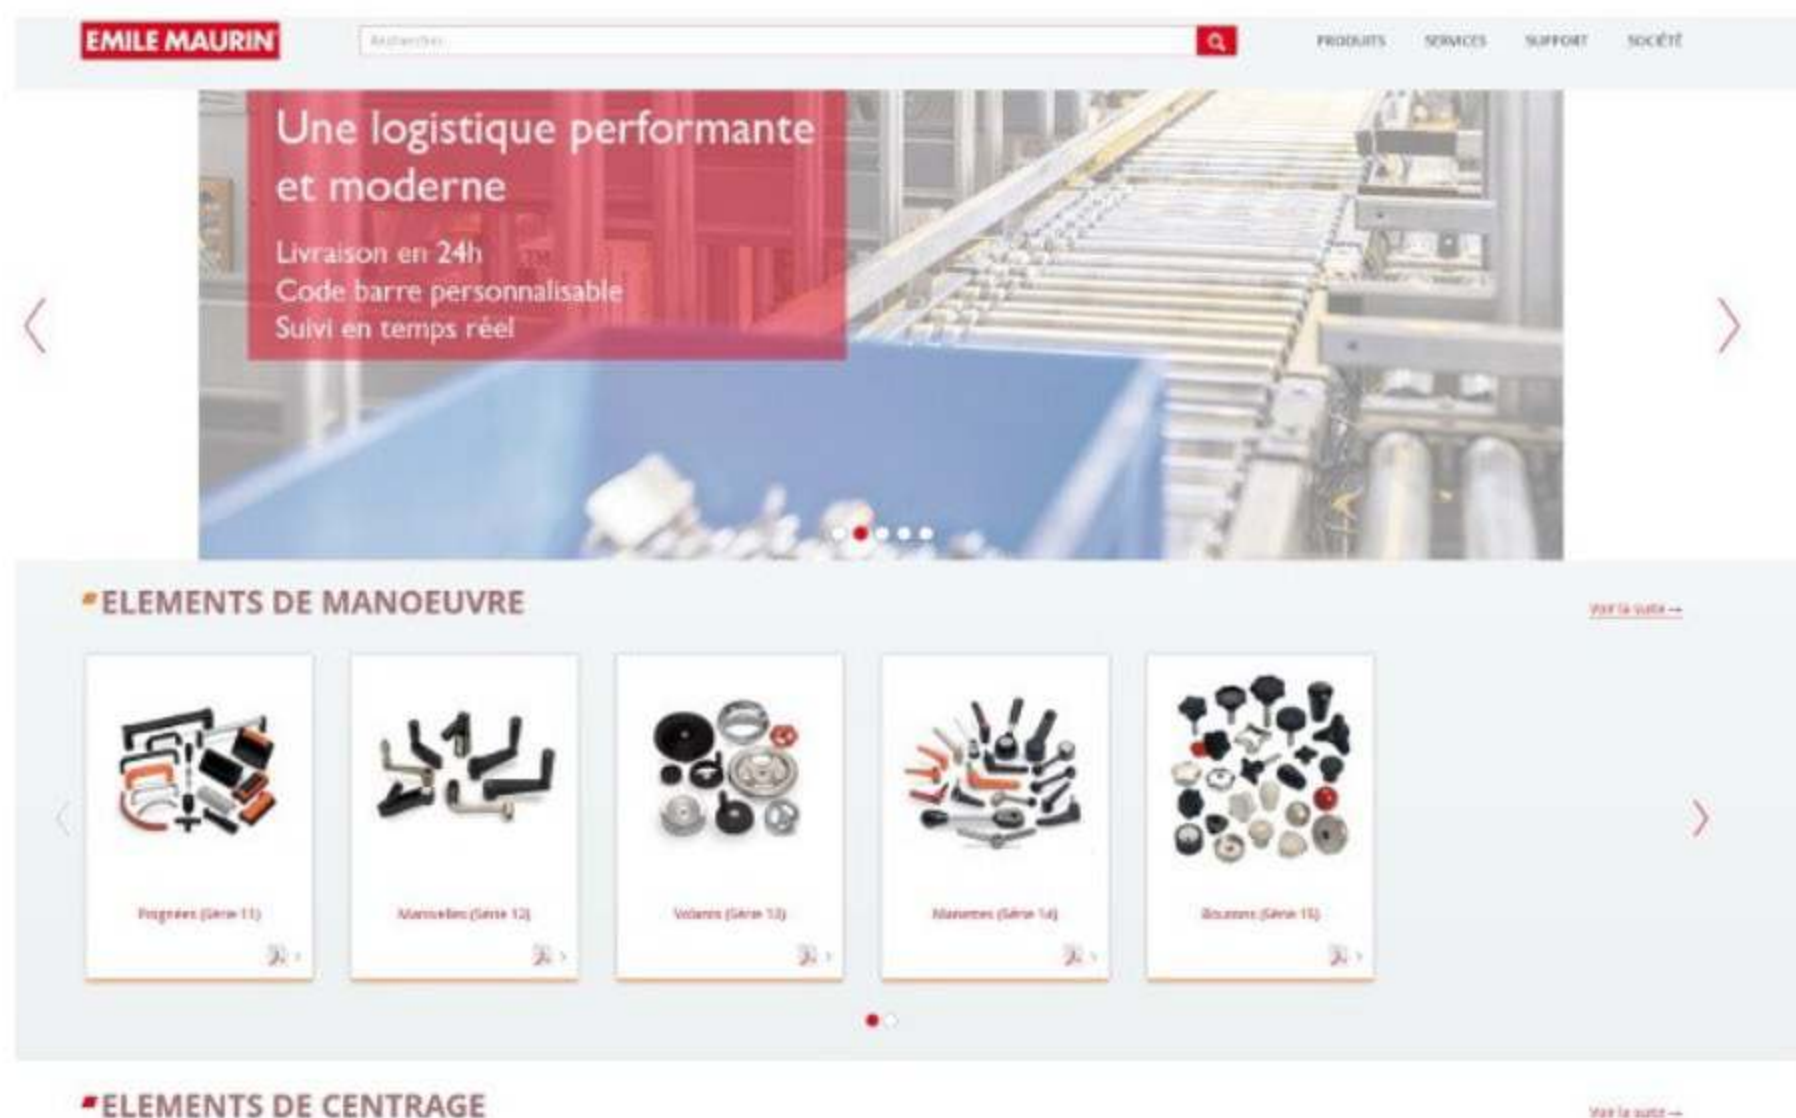 EMILE MAURIN
Rechercher
PRODUITS SERVICES SUPPORT SOCIÉTÉ
Une logistique performante
et moderne
Livraison en 24h
Code barre personnalisable
Suivi en temps réel
ELEMENTS DE MANOEUVRE
Voir la suite →
Poignées (Série 11)
Manivelles (Série 12)
Volants (Série 13)
Manettes (Série 14)
Boutons (Série 15)
ELEMENTS DE CENTRAGE
Voir la suite →